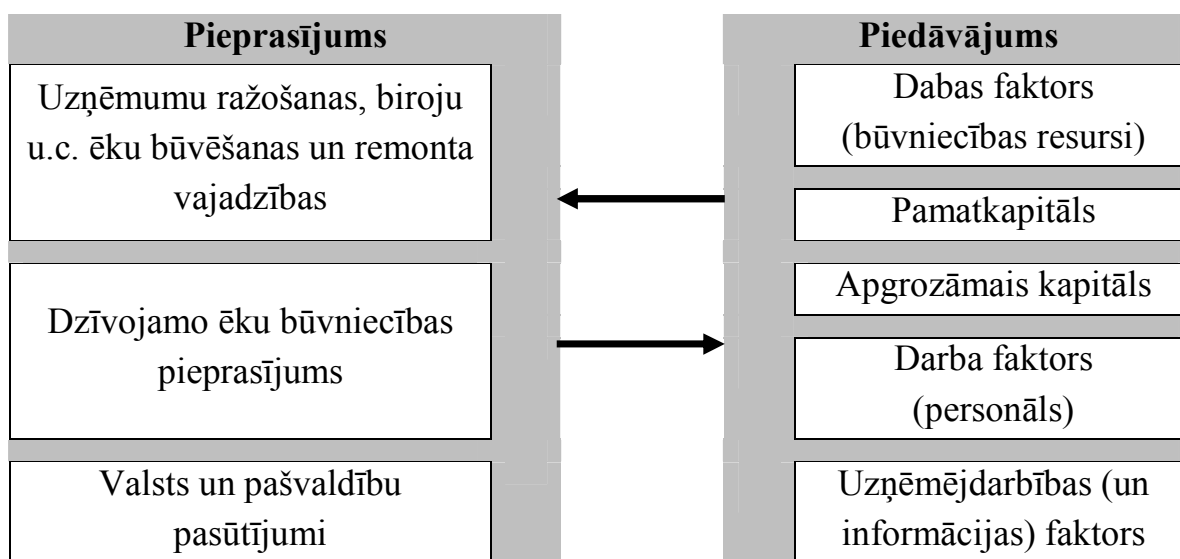 Pieprasījums
Uzņēmumu ražošanas, biroju
u.c. ēku būvēšanas un remonta
vajadzības
Dzīvojamo ēku būvniecības
pieprasījums
Valsts un pašvaldību
pasūtījumi
Piedāvājums
Dabas faktors
(būvniecības resursi)
Pamatkapitāls
Apgrozāmais kapitāls
Darba faktors
(personāls)
Uzņēmējdarbības (un
informācijas) faktors